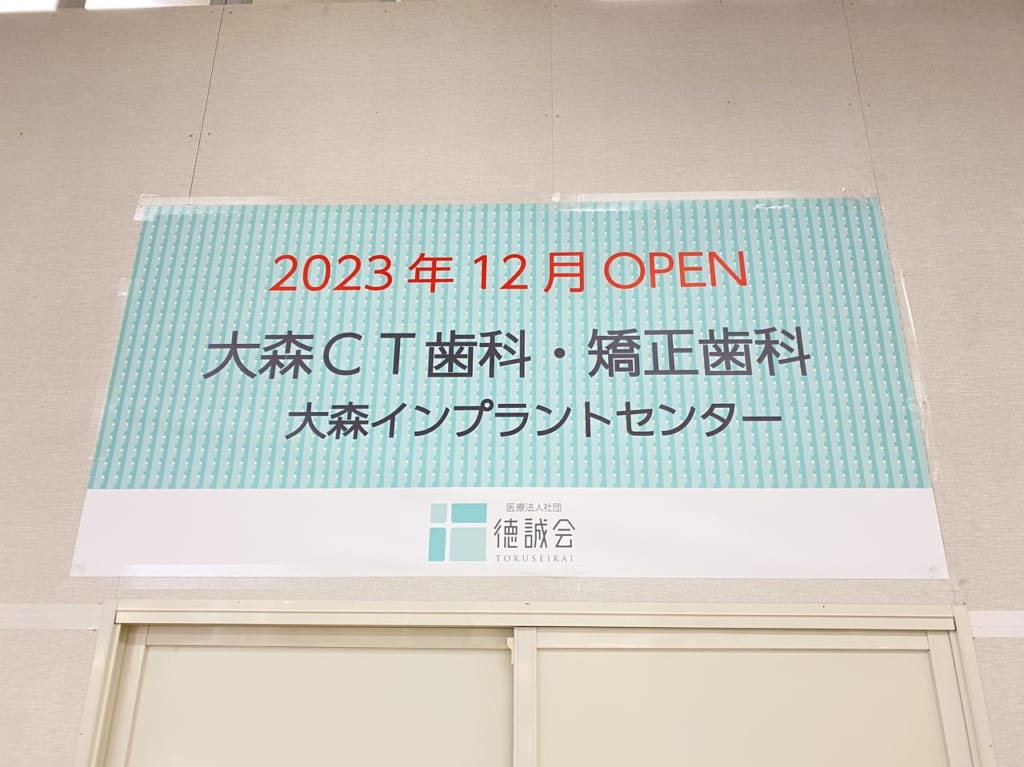 2023年12月OPEN
大森CT歯科・矯正歯科
大森インプラントセンター
医療法人社団
徳誠会
TOKUSEIKAI